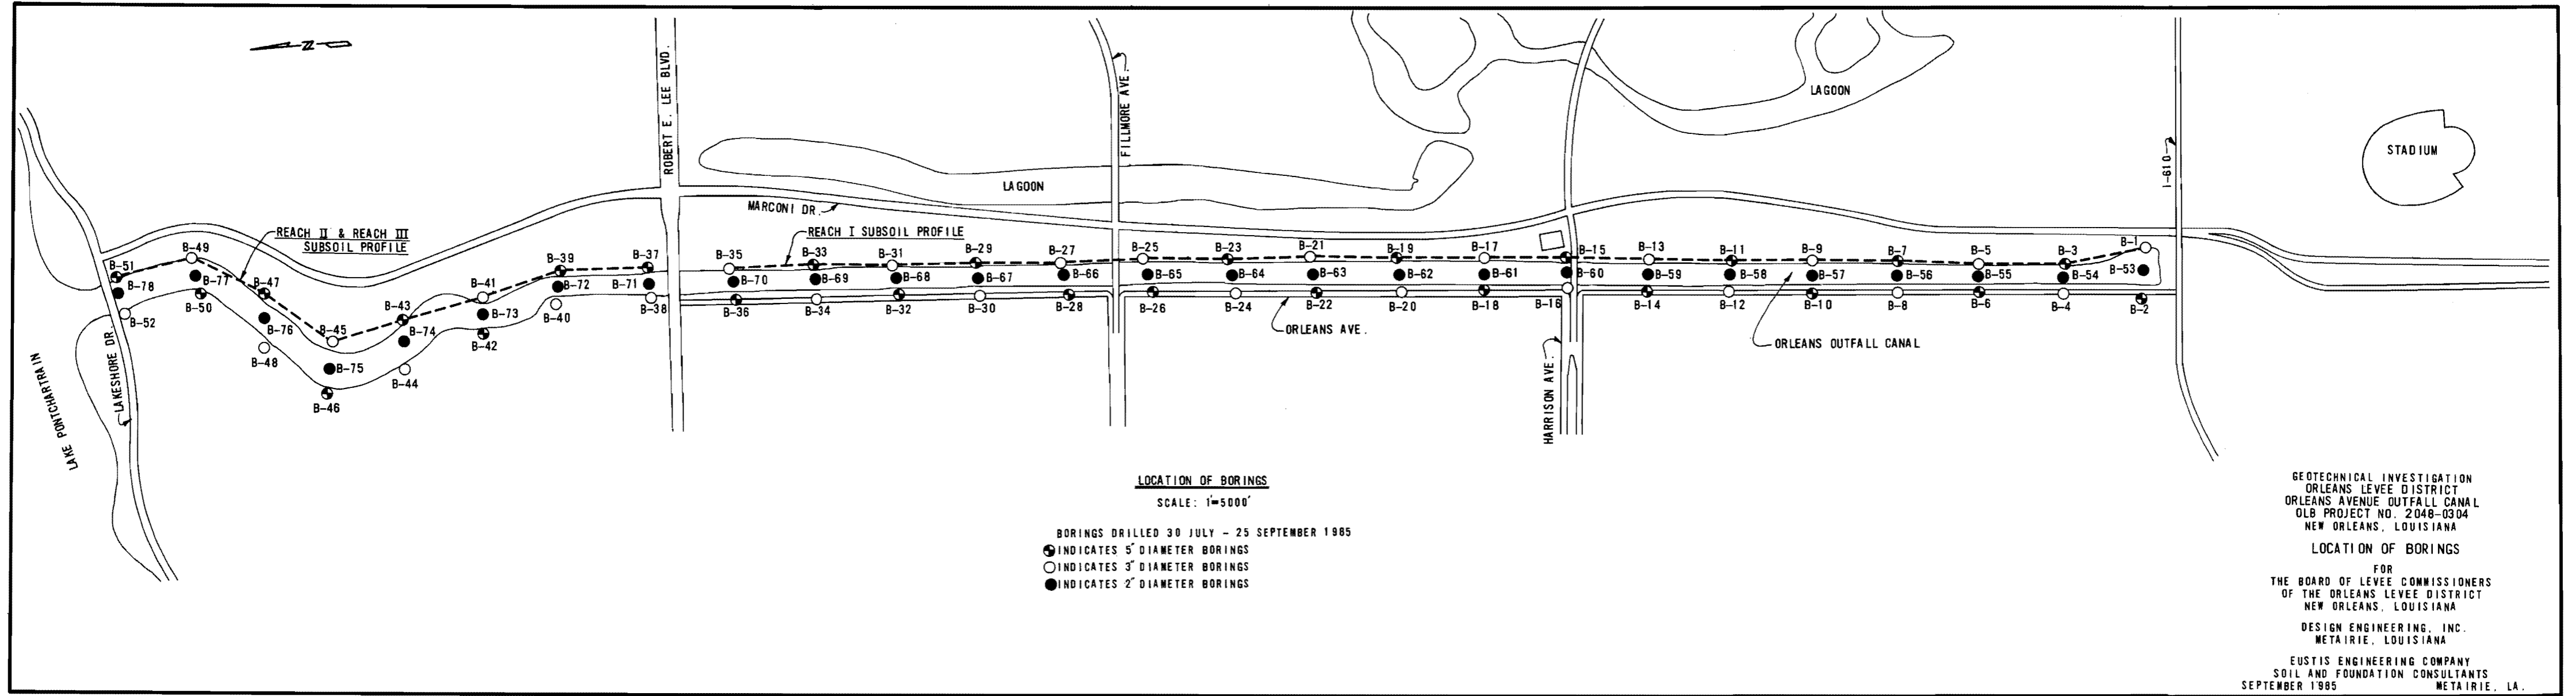 N
ROBERT E. LEE BLVD.
FILLMORE AVE.
LAGOON
LAGOON
I-610
STADIUM
MARCONI DR.
REACH II & REACH III
SUBSOIL PROFILE
REACH I SUBSOIL PROFILE
B-51
B-49
B-47
B-45
B-43
B-41
B-39
B-37
B-35
B-33
B-31
B-29
B-27
B-25
B-23
B-21
B-19
B-17
B-15
B-13
B-11
B-9
B-7
B-5
B-3
B-1
B-78
B-77
B-76
B-75
B-74
B-73
B-72
B-71
B-70
B-69
B-68
B-67
B-66
B-65
B-64
B-63
B-62
B-61
B-60
B-59
B-58
B-57
B-56
B-55
B-54
B-53
B-52
B-50
B-48
B-46
B-44
B-42
B-40
B-38
B-36
B-34
B-32
B-30
B-28
B-26
B-24
B-22
B-20
B-18
B-16
B-14
B-12
B-10
B-8
B-6
B-4
B-2
LAKE PONTCHARTRAIN
LAKESHORE DR.
ORLEANS AVE.
HARRISON AVE.
ORLEANS OUTFALL CANAL
LOCATION OF BORINGS
SCALE: 1"=5000'
BORINGS DRILLED 30 JULY - 25 SEPTEMBER 1985
INDICATES 5" DIAMETER BORINGS
INDICATES 3" DIAMETER BORINGS
INDICATES 2" DIAMETER BORINGS
GEOTECHNICAL INVESTIGATION
ORLEANS LEVEE DISTRICT
ORLEANS AVENUE OUTFALL CANAL
OLB PROJECT NO. 2048-0304
NEW ORLEANS, LOUISIANA
LOCATION OF BORINGS
FOR
THE BOARD OF LEVEE COMMISSIONERS
OF THE ORLEANS LEVEE DISTRICT
NEW ORLEANS, LOUISIANA
DESIGN ENGINEERING, INC.
METAIRIE, LOUISIANA
EUSTIS ENGINEERING COMPANY
SOIL AND FOUNDATION CONSULTANTS
SEPTEMBER 1985 METAIRIE, LA.